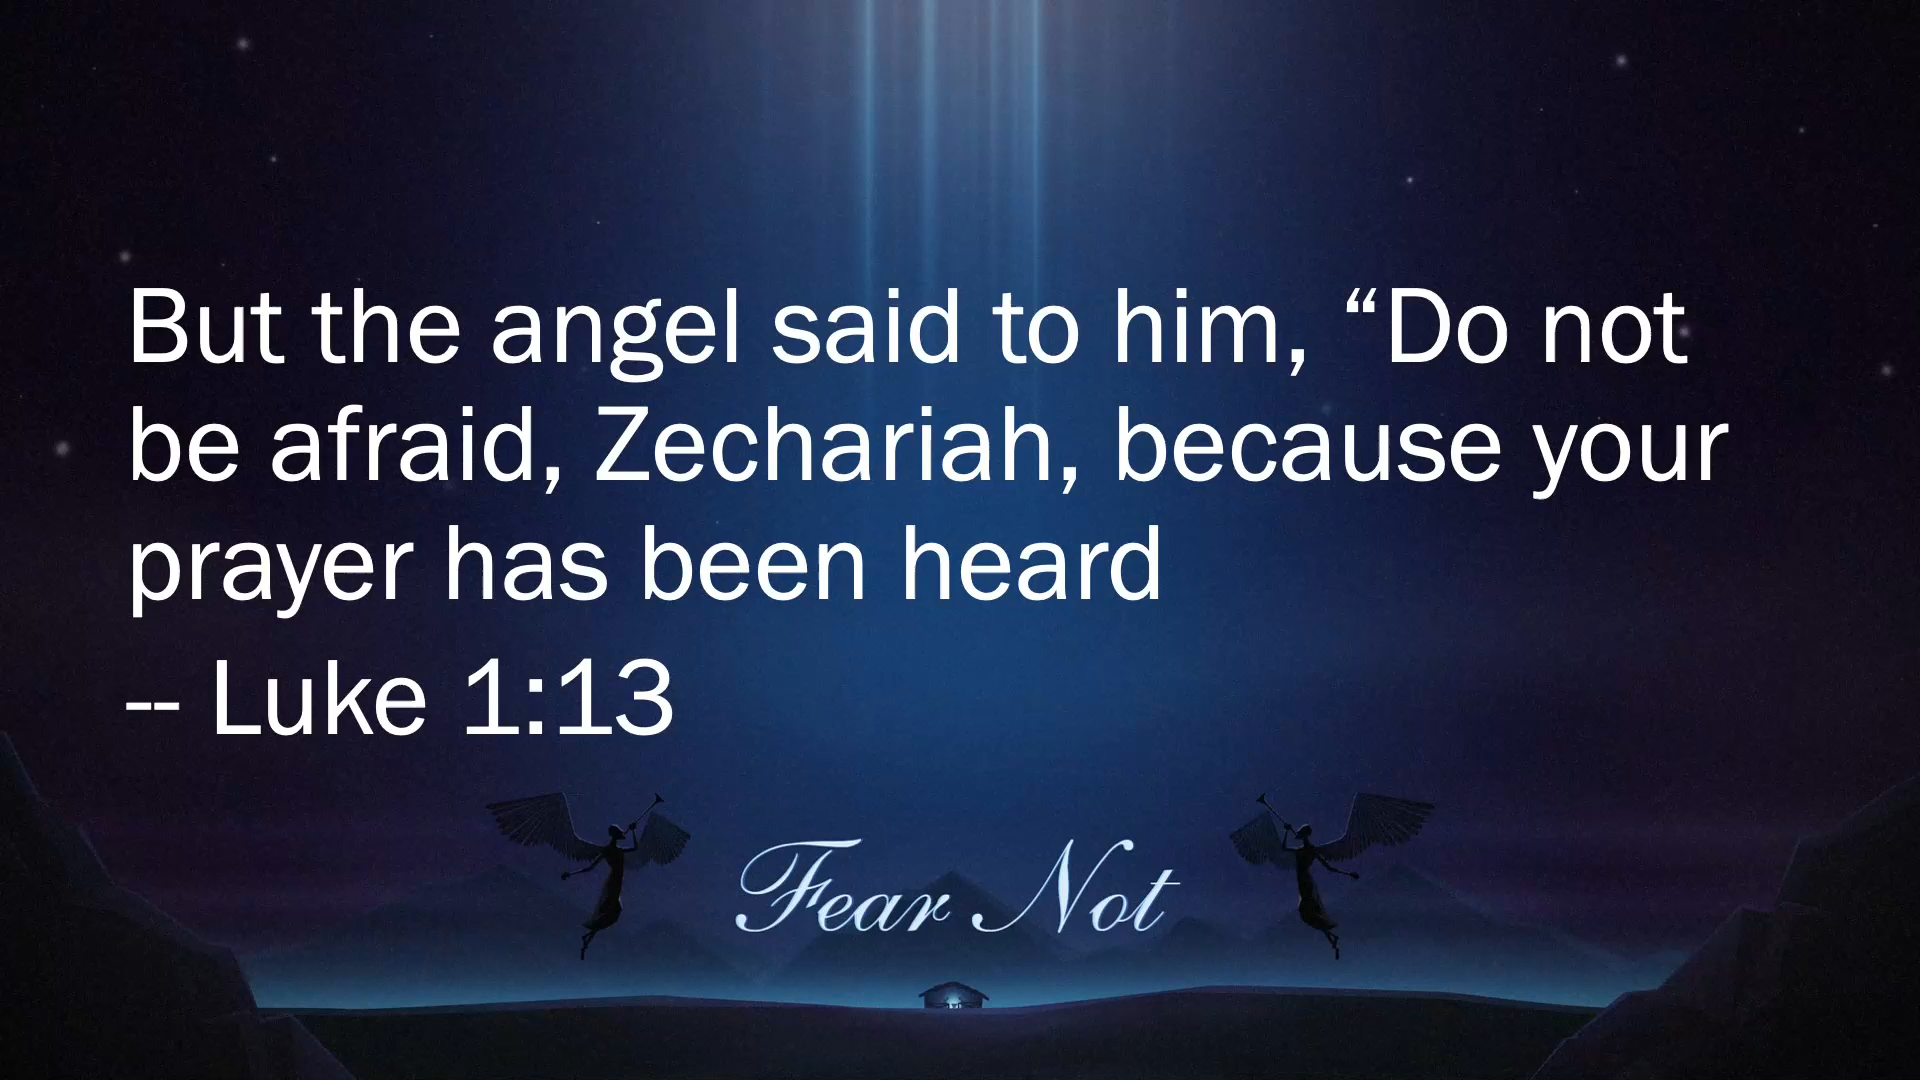 But the angel said to him, “Do not
be afraid, Zechariah, because your
prayer has been heard
-- Luke 1:13
Fear Not